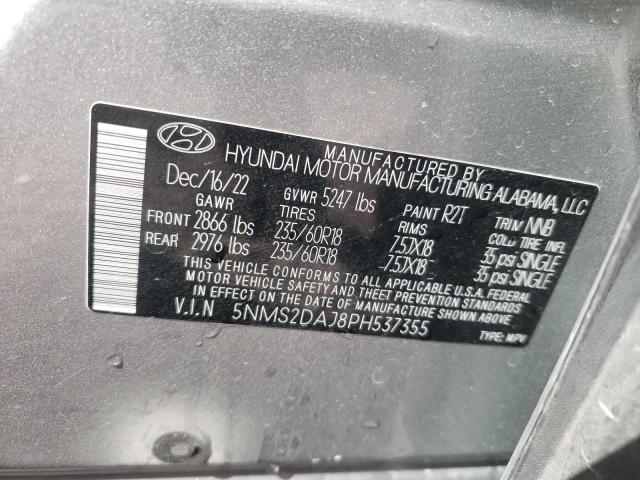 MANUFACTURED BY
HYUNDAI MOTOR MANUFACTURING ALABAMA, LLC
Dec/16/22 GVWR 5247 lbs PAINT R2T TRIM NNB
GAWR TIRES RIMS COLD TIRE INFL
FRONT 2866 lbs 235/60R18 7.5JX18 35 psi SINGLE
REAR 2976 lbs 235/60R18 7.5JX18 35 psi SINGLE
THIS VEHICLE CONFORMS TO ALL APPLICABLE U.S.A. FEDERAL
MOTOR VEHICLE SAFETY AND THEFT PREVENTION STANDARDS
IN EFFECT ON THE DATE OF MANUFACTURE SHOWN ABOVE.
V.I.N 5NMS2DAJ8PH537355 TYPE: MPV